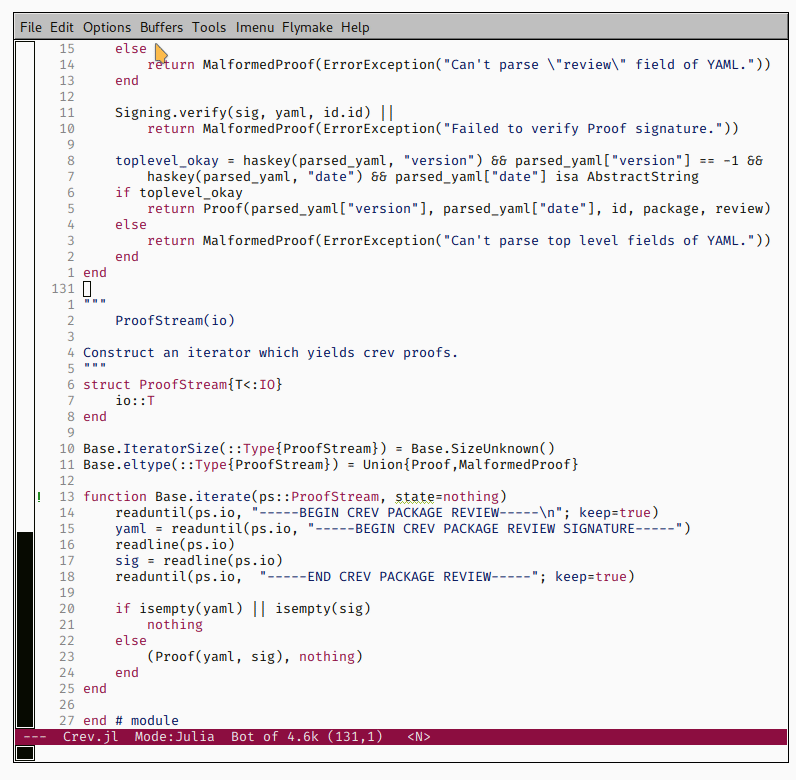 File Edit Options Buffers Tools Imenu Flymake Help
15     else
14         return MalformedProof(ErrorException("Can't parse \"review\" field of YAML."))
13     end
12
11     Signing.verify(sig, yaml, id.id) ||
10         return MalformedProof(ErrorException("Failed to verify Proof signature."))
9
8     toplevel_okay = haskey(parsed_yaml, "version") && parsed_yaml["version"] == -1 &&
7         haskey(parsed_yaml, "date") && parsed_yaml["date"] isa AbstractString
6     if toplevel_okay
5         return Proof(parsed_yaml["version"], parsed_yaml["date"], id, package, review)
4     else
3         return MalformedProof(ErrorException("Can't parse top level fields of YAML."))
2     end
1 end
131
1 """
2     ProofStream(io)
3
4 Construct an iterator which yields crev proofs.
5 """
6 struct ProofStream{T<:IO}
7     io::T
8 end
9
10 Base.IteratorSize(::Type{ProofStream}) = Base.SizeUnknown()
11 Base.eltype(::Type{ProofStream}) = Union{Proof,MalformedProof}
12
! 13 function Base.iterate(ps::ProofStream, state=nothing)
14     readuntil(ps.io, "-----BEGIN CREV PACKAGE REVIEW-----\n"; keep=true)
15     yaml = readuntil(ps.io, "-----BEGIN CREV PACKAGE REVIEW SIGNATURE-----")
16     readline(ps.io)
17     sig = readline(ps.io)
18     readuntil(ps.io,  "-----END CREV PACKAGE REVIEW-----"; keep=true)
19
20     if isempty(yaml) || isempty(sig)
21         nothing
22     else
23         (Proof(yaml, sig), nothing)
24     end
25 end
26
27 end # module
---  Crev.jl  Mode:Julia  Bot of 4.6k (131,1)   <N>